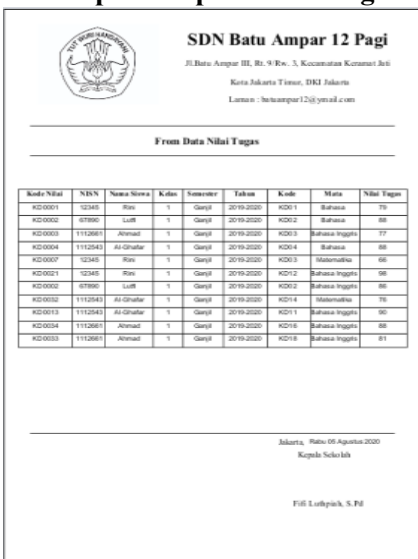 TUT WURI HANDAYANI
SDN Batu Ampar 12 Pagi
Jl.Batu Ampar III, Rt. 9/Rw. 3, Kecamatan Keramat Jati
Kota Jakarta Timur, DKI Jakarta
Laman : batuampar12@ymail.com
From Data Nilai Tugas
Kode Nilai NISN Nama Siswa Kelas Semester Tahun Kode Mata Nilai Tugas
KD0001 12345 Rini 1 Ganjil 2019-2020 KD01 Bahasa 79
KD0002 67890 Lutfi 1 Ganjil 2019-2020 KD02 Bahasa 88
KD0003 1112661 Ahmad 1 Ganjil 2019-2020 KD03 Bahasa Inggris 77
KD0004 1112543 Al-Ghafar 1 Ganjil 2019-2020 KD04 Bahasa 88
KD0007 12345 Rini 1 Ganjil 2019-2020 KD03 Matematika 66
KD0021 12345 Rini 1 Ganjil 2019-2020 KD12 Bahasa Inggris 98
KD0002 67890 Lutfi 1 Ganjil 2019-2020 KD02 Bahasa Inggris 86
KD0032 1112543 Al-Ghafar 1 Ganjil 2019-2020 KD14 Matematika 76
KD0013 1112543 Al-Ghafar 1 Ganjil 2019-2020 KD11 Bahasa Inggris 90
KD0034 1112661 Ahmad 1 Ganjil 2019-2020 KD16 Bahasa Inggris 88
KD0033 1112661 Ahmad 1 Ganjil 2019-2020 KD18 Bahasa Inggris 81
Jakarta, Rabu 05 Agustus 2020
Kepala Sekolah
Fifi Luthpiah, S.Pd